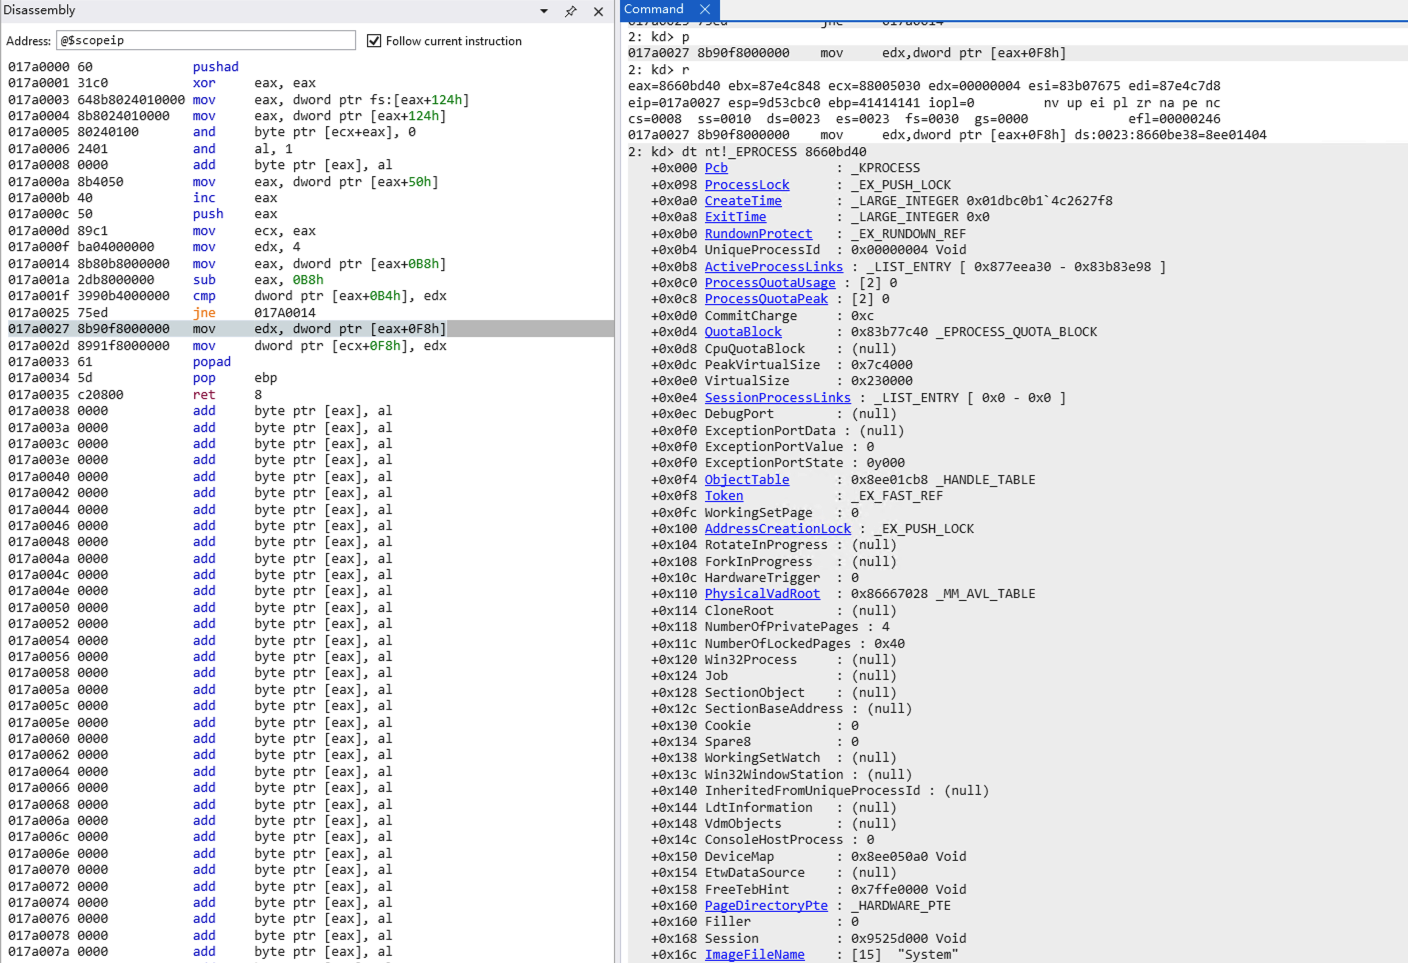 Disassembly
Address: @$scopeip Follow current instruction
017a0000 60 pushad
017a0001 31c0 xor eax, eax
017a0003 648b8024010000 mov eax, dword ptr fs:[eax+124h]
017a0004 8b8024010000 mov eax, dword ptr [eax+124h]
017a0005 80240100 and byte ptr [ecx+eax], 0
017a0006 2401 and al, 1
017a0008 0000 add byte ptr [eax], al
017a000a 8b4050 mov eax, dword ptr [eax+50h]
017a000b 40 inc eax
017a000c 50 push eax
017a000d 89c1 mov ecx, eax
017a000f ba04000000 mov edx, 4
017a0014 8b80b8000000 mov eax, dword ptr [eax+0B8h]
017a001a 2db8000000 sub eax, 0B8h
017a001f 3990b4000000 cmp dword ptr [eax+0B4h], edx
017a0025 75ed jne 017A0014
017a0027 8b90f8000000 mov edx, dword ptr [eax+0F8h]
017a002d 8991f8000000 mov dword ptr [ecx+0F8h], edx
017a0033 61 popad
017a0034 5d pop ebp
017a0035 c20800 ret 8
017a0038 0000 add byte ptr [eax], al
017a003a 0000 add byte ptr [eax], al
017a003c 0000 add byte ptr [eax], al
017a003e 0000 add byte ptr [eax], al
017a0040 0000 add byte ptr [eax], al
017a0042 0000 add byte ptr [eax], al
017a0044 0000 add byte ptr [eax], al
017a0046 0000 add byte ptr [eax], al
017a0048 0000 add byte ptr [eax], al
017a004a 0000 add byte ptr [eax], al
017a004c 0000 add byte ptr [eax], al
017a004e 0000 add byte ptr [eax], al
017a0050 0000 add byte ptr [eax], al
017a0052 0000 add byte ptr [eax], al
017a0054 0000 add byte ptr [eax], al
017a0056 0000 add byte ptr [eax], al
017a0058 0000 add byte ptr [eax], al
017a005a 0000 add byte ptr [eax], al
017a005c 0000 add byte ptr [eax], al
017a005e 0000 add byte ptr [eax], al
017a0060 0000 add byte ptr [eax], al
017a0062 0000 add byte ptr [eax], al
017a0064 0000 add byte ptr [eax], al
017a0066 0000 add byte ptr [eax], al
017a0068 0000 add byte ptr [eax], al
017a006a 0000 add byte ptr [eax], al
017a006c 0000 add byte ptr [eax], al
017a006e 0000 add byte ptr [eax], al
017a0070 0000 add byte ptr [eax], al
017a0072 0000 add byte ptr [eax], al
017a0074 0000 add byte ptr [eax], al
017a0076 0000 add byte ptr [eax], al
017a0078 0000 add byte ptr [eax], al
017a007a 0000 add byte ptr [eax], al
Command
017a0025 75ed jne 017a0014
2: kd> p
017a0027 8b90f8000000 mov edx,dword ptr [eax+0F8h]
2: kd> r
eax=8660bd40 ebx=87e4c848 ecx=88005030 edx=00000004 esi=83b07675 edi=87e4c7d8
eip=017a0027 esp=9d53cbc0 ebp=41414141 iopl=0 nv up ei pl zr na pe nc
cs=0008 ss=0010 ds=0023 es=0023 fs=0030 gs=0000 efl=00000246
017a0027 8b90f8000000 mov edx,dword ptr [eax+0F8h] ds:0023:8660be38=8ee01404
2: kd> dt nt!_EPROCESS 8660bd40
+0x000 Pcb : _KPROCESS
+0x098 ProcessLock : _EX_PUSH_LOCK
+0x0a0 CreateTime : _LARGE_INTEGER 0x01dbc0b1`4c2627f8
+0x0a8 ExitTime : _LARGE_INTEGER 0x0
+0x0b0 RundownProtect : _EX_RUNDOWN_REF
+0x0b4 UniqueProcessId : 0x00000004 Void
+0x0b8 ActiveProcessLinks : _LIST_ENTRY [ 0x877eea30 - 0x83b83e98 ]
+0x0c0 ProcessQuotaUsage : [2] 0
+0x0c8 ProcessQuotaPeak : [2] 0
+0x0d0 CommitCharge : 0xc
+0x0d4 QuotaBlock : 0x83b77c40 _EPROCESS_QUOTA_BLOCK
+0x0d8 CpuQuotaBlock : (null)
+0x0dc PeakVirtualSize : 0x7c4000
+0x0e0 VirtualSize : 0x230000
+0x0e4 SessionProcessLinks : _LIST_ENTRY [ 0x0 - 0x0 ]
+0x0ec DebugPort : (null)
+0x0f0 ExceptionPortData : (null)
+0x0f0 ExceptionPortValue : 0
+0x0f0 ExceptionPortState : 0y000
+0x0f4 ObjectTable : 0x8ee01cb8 _HANDLE_TABLE
+0x0f8 Token : _EX_FAST_REF
+0x0fc WorkingSetPage : 0
+0x100 AddressCreationLock : _EX_PUSH_LOCK
+0x104 RotateInProgress : (null)
+0x108 ForkInProgress : (null)
+0x10c HardwareTrigger : 0
+0x110 PhysicalVadRoot : 0x86667028 _MM_AVL_TABLE
+0x114 CloneRoot : (null)
+0x118 NumberOfPrivatePages : 4
+0x11c NumberOfLockedPages : 0x40
+0x120 Win32Process : (null)
+0x124 Job : (null)
+0x128 SectionObject : (null)
+0x12c SectionBaseAddress : (null)
+0x130 Cookie : 0
+0x134 Spare8 : 0
+0x138 WorkingSetWatch : (null)
+0x13c Win32WindowStation : (null)
+0x140 InheritedFromUniqueProcessId : (null)
+0x144 LdtInformation : (null)
+0x148 VdmObjects : (null)
+0x14c ConsoleHostProcess : 0
+0x150 DeviceMap : 0x8ee050a0 Void
+0x154 EtwDataSource : (null)
+0x158 FreeTebHint : 0x7ffe0000 Void
+0x160 PageDirectoryPte : _HARDWARE_PTE
+0x160 Filler : 0
+0x168 Session : 0x9525d000 Void
+0x16c ImageFileName : [15] "System"